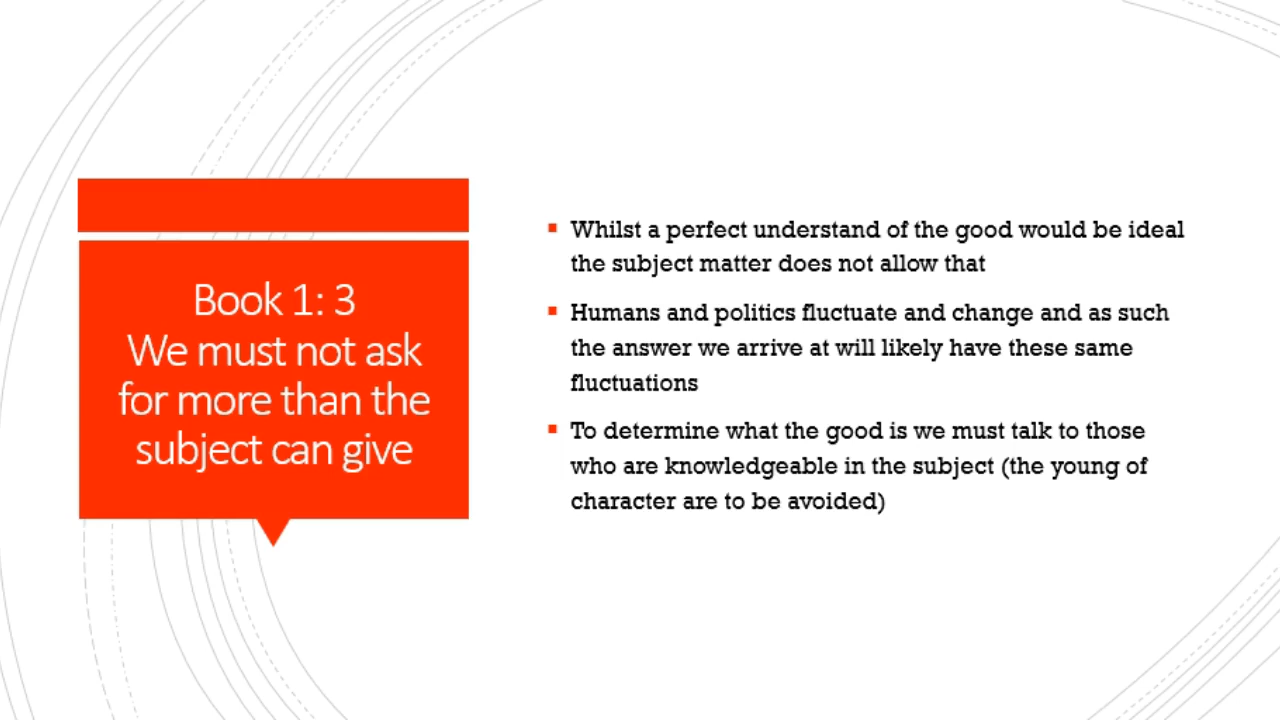 Book 1: 3
We must not ask
for more than the
subject can give
Whilst a perfect understand of the good would be ideal
the subject matter does not allow that
Humans and politics fluctuate and change and as such
the answer we arrive at will likely have these same
fluctuations
To determine what the good is we must talk to those
who are knowledgeable in the subject (the young of
character are to be avoided)